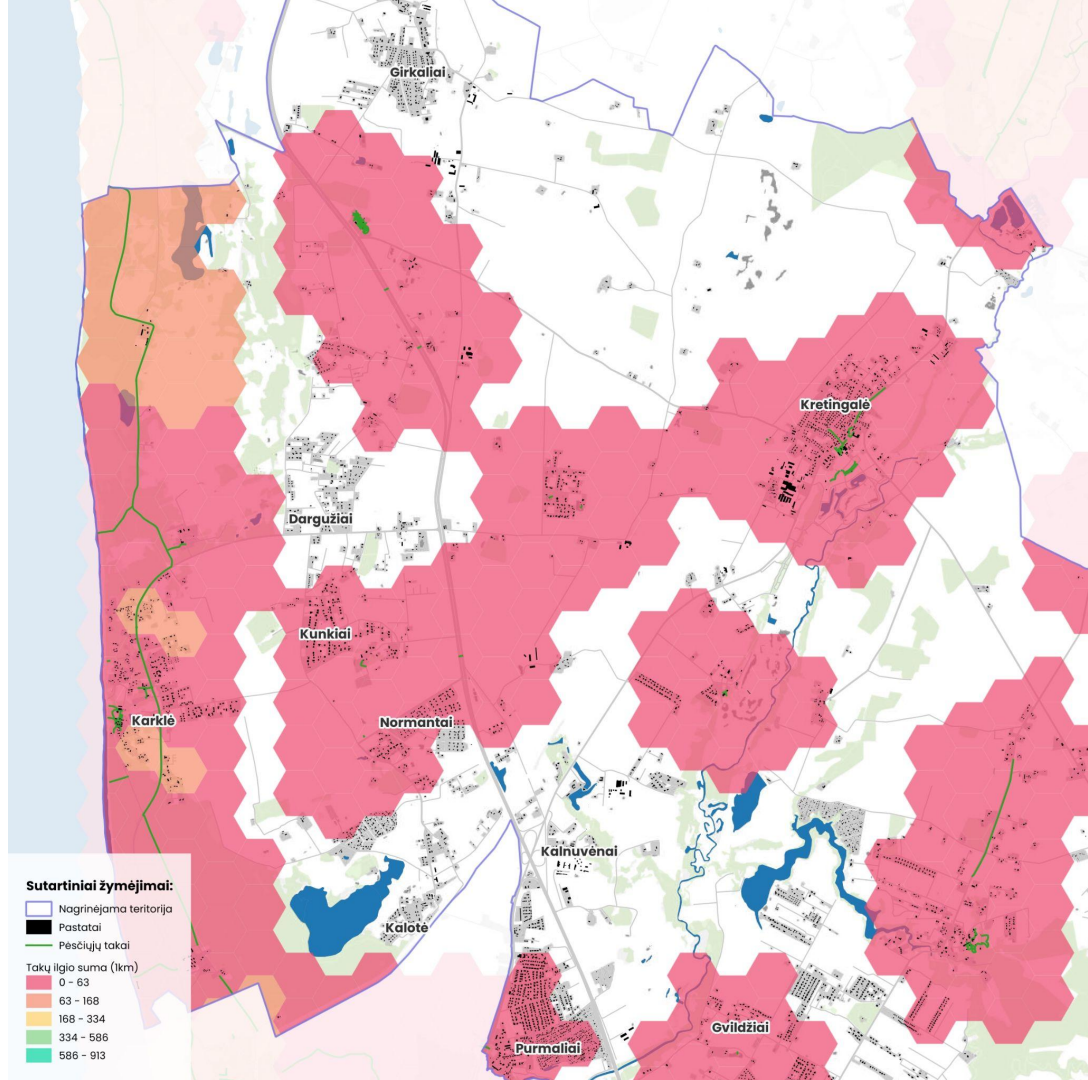 Girkaliai
Kretingalė
Dargužiai
Kunkiai
Karklė
Normantai
Kalnuvėnai
Kalotė
Gvildžiai
Purmaliai
Sutartiniai žymėjimai:
Nagrinėjama teritorija
Pastatai
Pėsčiųjų takai
Takų ilgio suma (1km)
0 - 63
63 - 168
168 - 334
334 - 586
586 - 913